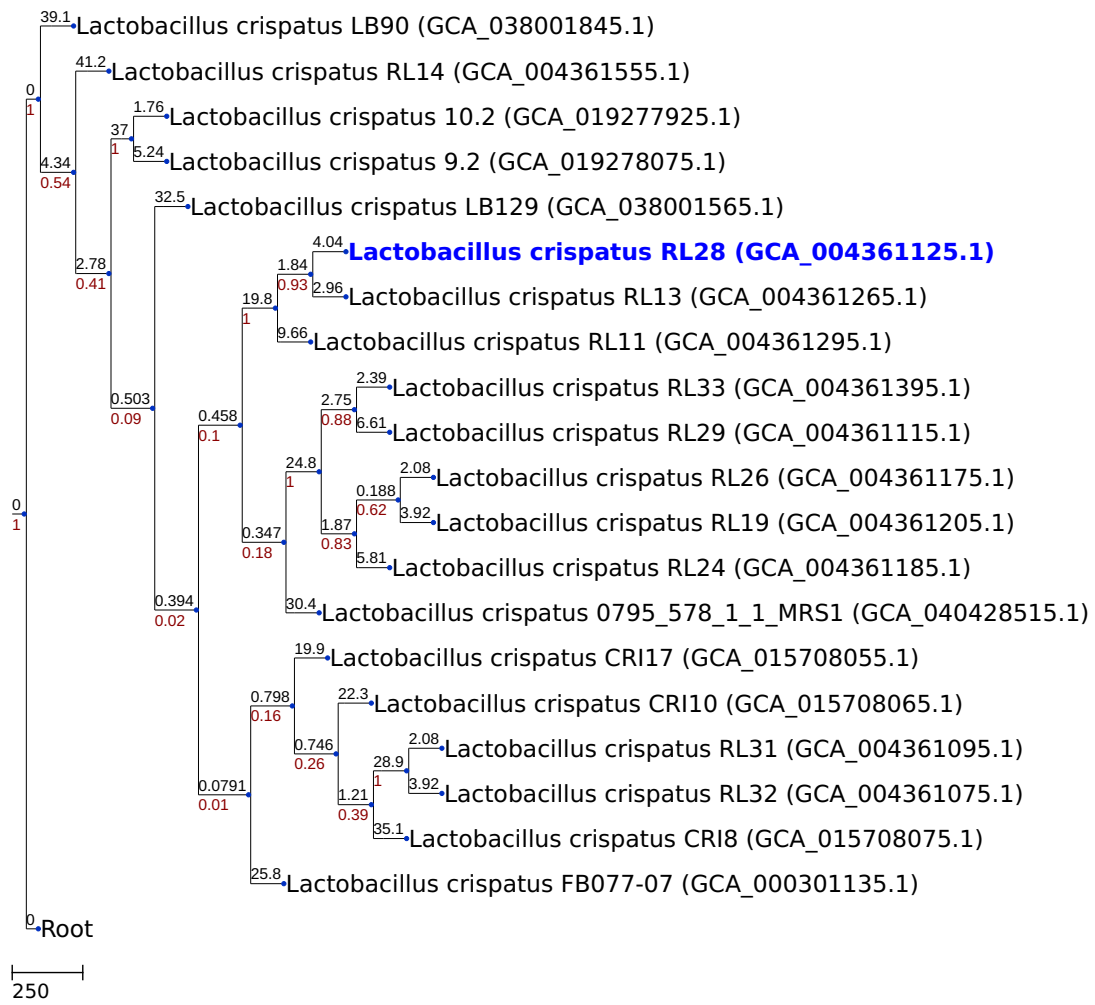 39.1
Lactobacillus crispatus LB90 (GCA_038001845.1)
41.2
Lactobacillus crispatus RL14 (GCA_004361555.1)
0
1
1.76
Lactobacillus crispatus 10.2 (GCA_019277925.1)
37
1
5.24
Lactobacillus crispatus 9.2 (GCA_019278075.1)
4.34
0.54
32.5
Lactobacillus crispatus LB129 (GCA_038001565.1)
4.04
Lactobacillus crispatus RL28 (GCA_004361125.1)
2.78
0.41
1.84
0.93
2.96
Lactobacillus crispatus RL13 (GCA_004361265.1)
19.8
1
9.66
Lactobacillus crispatus RL11 (GCA_004361295.1)
2.39
Lactobacillus crispatus RL33 (GCA_004361395.1)
0.503
0.09
2.75
0.88
0.458
0.1
6.61
Lactobacillus crispatus RL29 (GCA_004361115.1)
24.8
1
2.08
Lactobacillus crispatus RL26 (GCA_004361175.1)
0.188
0.62
0
1
3.92
Lactobacillus crispatus RL19 (GCA_004361205.1)
1.87
0.83
0.347
0.18
5.81
Lactobacillus crispatus RL24 (GCA_004361185.1)
0.394
0.02
30.4
Lactobacillus crispatus 0795_578_1_1_MRS1 (GCA_040428515.1)
19.9
Lactobacillus crispatus CRI17 (GCA_015708055.1)
0.798
0.16
22.3
Lactobacillus crispatus CRI10 (GCA_015708065.1)
0.746
0.26
2.08
Lactobacillus crispatus RL31 (GCA_004361095.1)
28.9
1
0.0791
0.01
3.92
Lactobacillus crispatus RL32 (GCA_004361075.1)
1.21
0.39
35.1
Lactobacillus crispatus CRI8 (GCA_015708075.1)
25.8
Lactobacillus crispatus FB077-07 (GCA_000301135.1)
0
Root
250